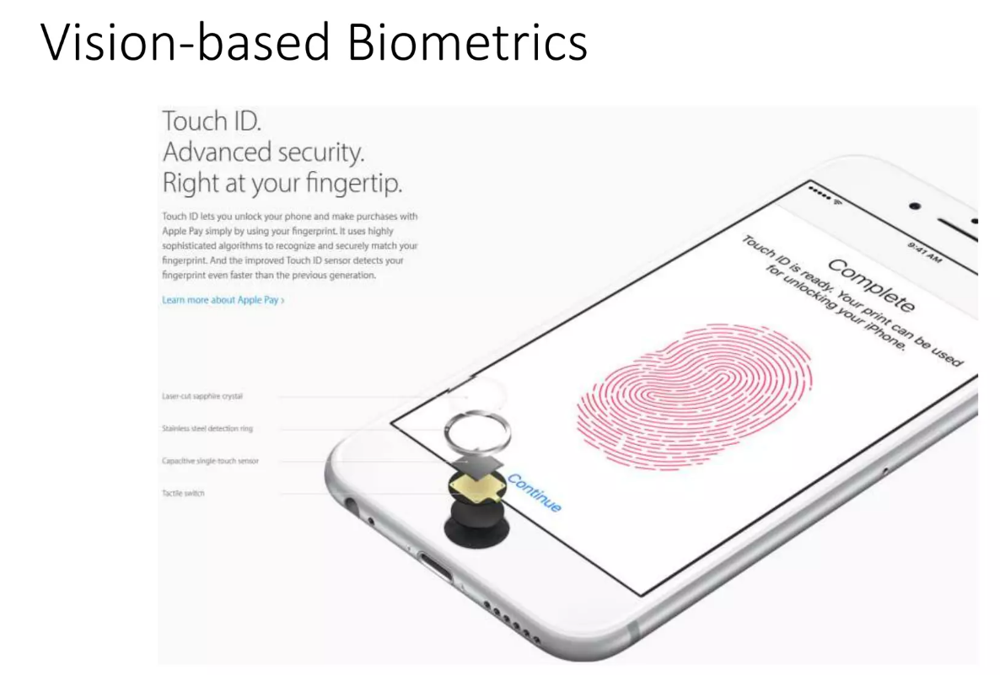 Vision-based Biometrics
Touch ID.
Advanced security.
Right at your fingertip.
Touch ID lets you unlock your phone and make purchases with
Apple Pay simply by using your fingerprint. It uses highly
sophisticated algorithms to recognize and securely match your
fingerprint. And the improved Touch ID sensor detects your
fingerprint even faster than the previous generation.
Learn more about Apple Pay >
Laser-cut sapphire crystal
Stainless steel detection ring
Capacitive single-touch sensor
Tactile switch
9:41 AM
Complete
Touch ID is ready. Your print can be used
for unlocking your iPhone.
Continue